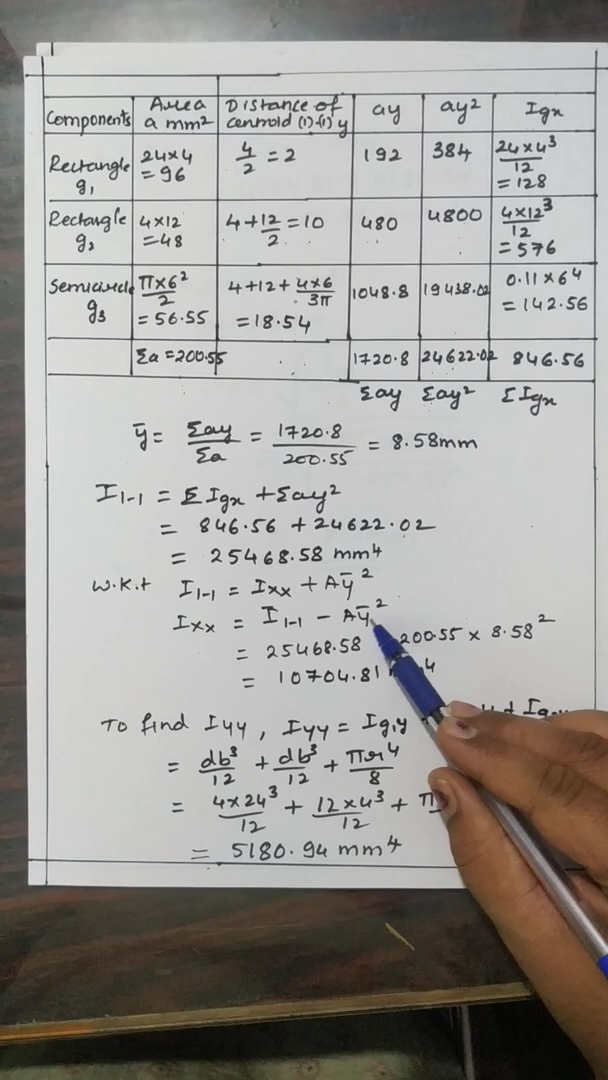 Components | Area a mm² | Distance of centroid (1)-(1) y | ay | ay² | Igx
Rectangle g₁ | 24×4 = 96 | 4/2 = 2 | 192 | 384 | 24×4³/12 = 128
Rectangle g₂ | 4×12 = 48 | 4+12/2 = 10 | 480 | 4800 | 4×12³/12 = 576
Semicircle g₃ | π×6²/2 = 56.55 | 4+12+4×6/3π = 18.54 | 1048.8 | 19438.02 | 0.11×6⁴ = 142.56
Σa = 200.55 | 1720.8 | 24622.02 | 846.56
Σay Σay² ΣIgx
ȳ = Σay/Σa = 1720.8/200.55 = 8.58mm
I₁₋₁ = ΣIgx + Σay²
= 846.56 + 24622.02
= 25468.58 mm⁴
W.K.t I₁₋₁ = Ixx + Aȳ²
Ixx = I₁₋₁ - Aȳ²
= 25468.58 200.55 × 8.58²
= 10704.81
To find Iyy, Iyy = Ig₁y
= db³/12 + db³/12 + πr⁴/8
= 4×24³/12 + 12×4³/12 + π
= 5180.94 mm⁴